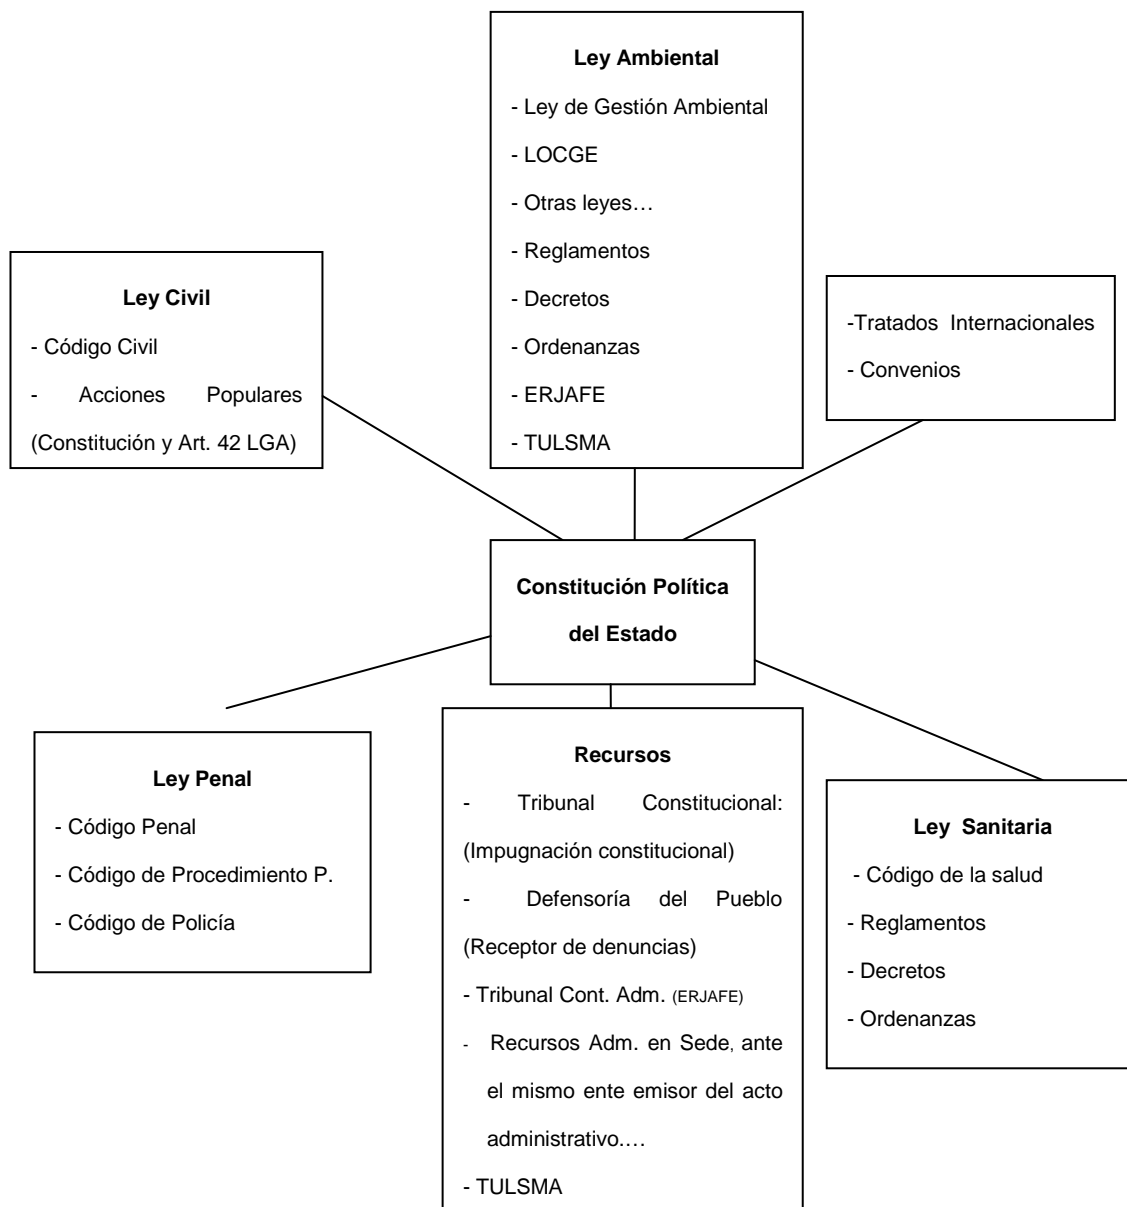 Ley Ambiental
- Ley de Gestión Ambiental
- LOCGE
- Otras leyes…
- Reglamentos
- Decretos
- Ordenanzas
- ERJAFE
- TULSMA
Ley Civil
- Código Civil
- Acciones Populares
(Constitución y Art. 42 LGA)
-Tratados Internacionales
- Convenios
Constitución Política
del Estado
Ley Penal
- Código Penal
- Código de Procedimiento P.
- Código de Policía
Recursos
- Tribunal Constitucional:
(Impugnación constitucional)
- Defensoría del Pueblo
(Receptor de denuncias)
- Tribunal Cont. Adm. (ERJAFE)
- Recursos Adm. en Sede, ante
el mismo ente emisor del acto
administrativo.…
- TULSMA
Ley Sanitaria
- Código de la salud
- Reglamentos
- Decretos
- Ordenanzas